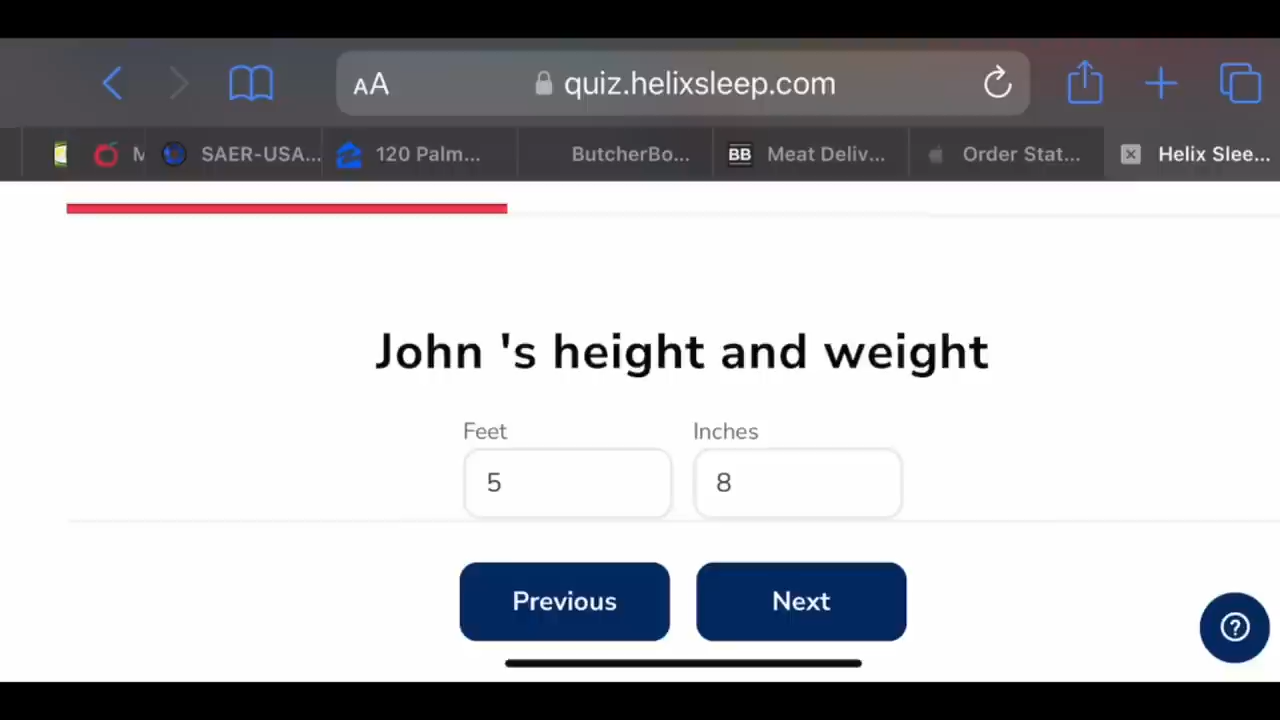 AA quiz.helixsleep.com
M SAER-USA... 120 Palm... ButcherBo... BB Meat Deliv... Order Stat... Helix Slee...
John 's height and weight
Feet Inches
5 8
Previous Next
?